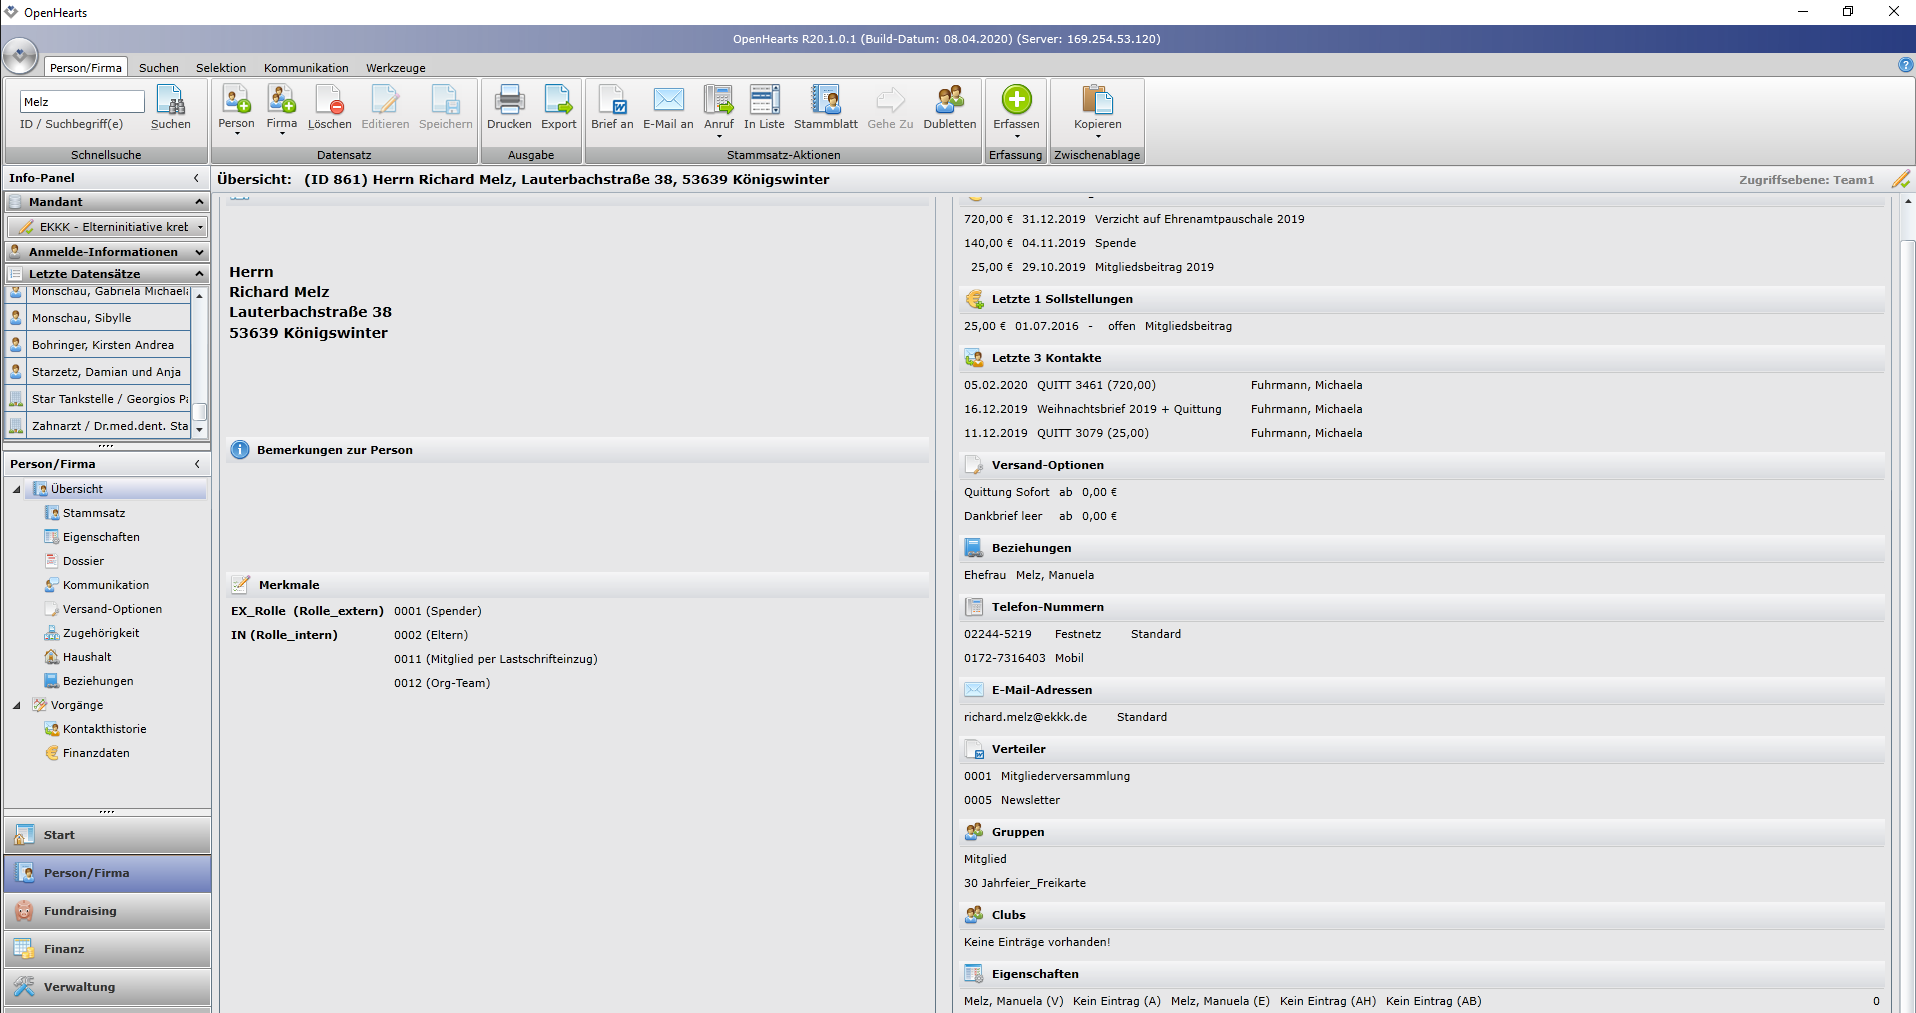 OpenHearts
OpenHearts R20.1.0.1 (Build-Datum: 08.04.2020) (Server: 169.254.53.120)
Person/Firma Suchen Selektion Kommunikation Werkzeuge
Melz
ID / Suchbegriff(e)
Suchen
Schnellsuche
Person Firma Löschen Editieren Speichern
Datensatz
Drucken Export
Ausgabe
Brief an E-Mail an Anruf In Liste Stammblatt Gehe Zu Dubletten
Stammsatz-Aktionen
Erfassen
Erfassung
Kopieren
Zwischenablage
Info-Panel
Mandant
EKKK - Elterninitiative kreb
Anmelde-Informationen
Letzte Datensätze
Monschau, Gabriela Michaela
Monschau, Sibylle
Bohringer, Kirsten Andrea
Starzetz, Damian und Anja
Star Tankstelle / Georgios Pa
Zahnarzt / Dr.med.dent. Sta
Person/Firma
Übersicht
Stammsatz
Eigenschaften
Dossier
Kommunikation
Versand-Optionen
Zugehörigkeit
Haushalt
Beziehungen
Vorgänge
Kontakthistorie
Finanzdaten
Start
Person/Firma
Fundraising
Finanz
Verwaltung
Übersicht: (ID 861) Herrn Richard Melz, Lauterbachstraße 38, 53639 Königswinter
Zugriffsebene: Team1
Herrn
Richard Melz
Lauterbachstraße 38
53639 Königswinter
Bemerkungen zur Person
Merkmale
EX_Rolle (Rolle_extern) 0001 (Spender)
IN (Rolle_intern) 0002 (Eltern)
0011 (Mitglied per Lastschrifteinzug)
0012 (Org-Team)
720,00 € 31.12.2019 Verzicht auf Ehrenamtpauschale 2019
140,00 € 04.11.2019 Spende
25,00 € 29.10.2019 Mitgliedsbeitrag 2019
Letzte 1 Sollstellungen
25,00 € 01.07.2016 - offen Mitgliedsbeitrag
Letzte 3 Kontakte
05.02.2020 QUITT 3461 (720,00) Fuhrmann, Michaela
16.12.2019 Weihnachtsbrief 2019 + Quittung Fuhrmann, Michaela
11.12.2019 QUITT 3079 (25,00) Fuhrmann, Michaela
Versand-Optionen
Quittung Sofort ab 0,00 €
Dankbrief leer ab 0,00 €
Beziehungen
Ehefrau Melz, Manuela
Telefon-Nummern
02244-5219 Festnetz Standard
0172-7316403 Mobil
E-Mail-Adressen
richard.melz@ekkk.de Standard
Verteiler
0001 Mitgliederversammlung
0005 Newsletter
Gruppen
Mitglied
30 Jahrfeier_Freikarte
Clubs
Keine Einträge vorhanden!
Eigenschaften
Melz, Manuela (V) Kein Eintrag (A) Melz, Manuela (E) Kein Eintrag (AH) Kein Eintrag (AB) 0